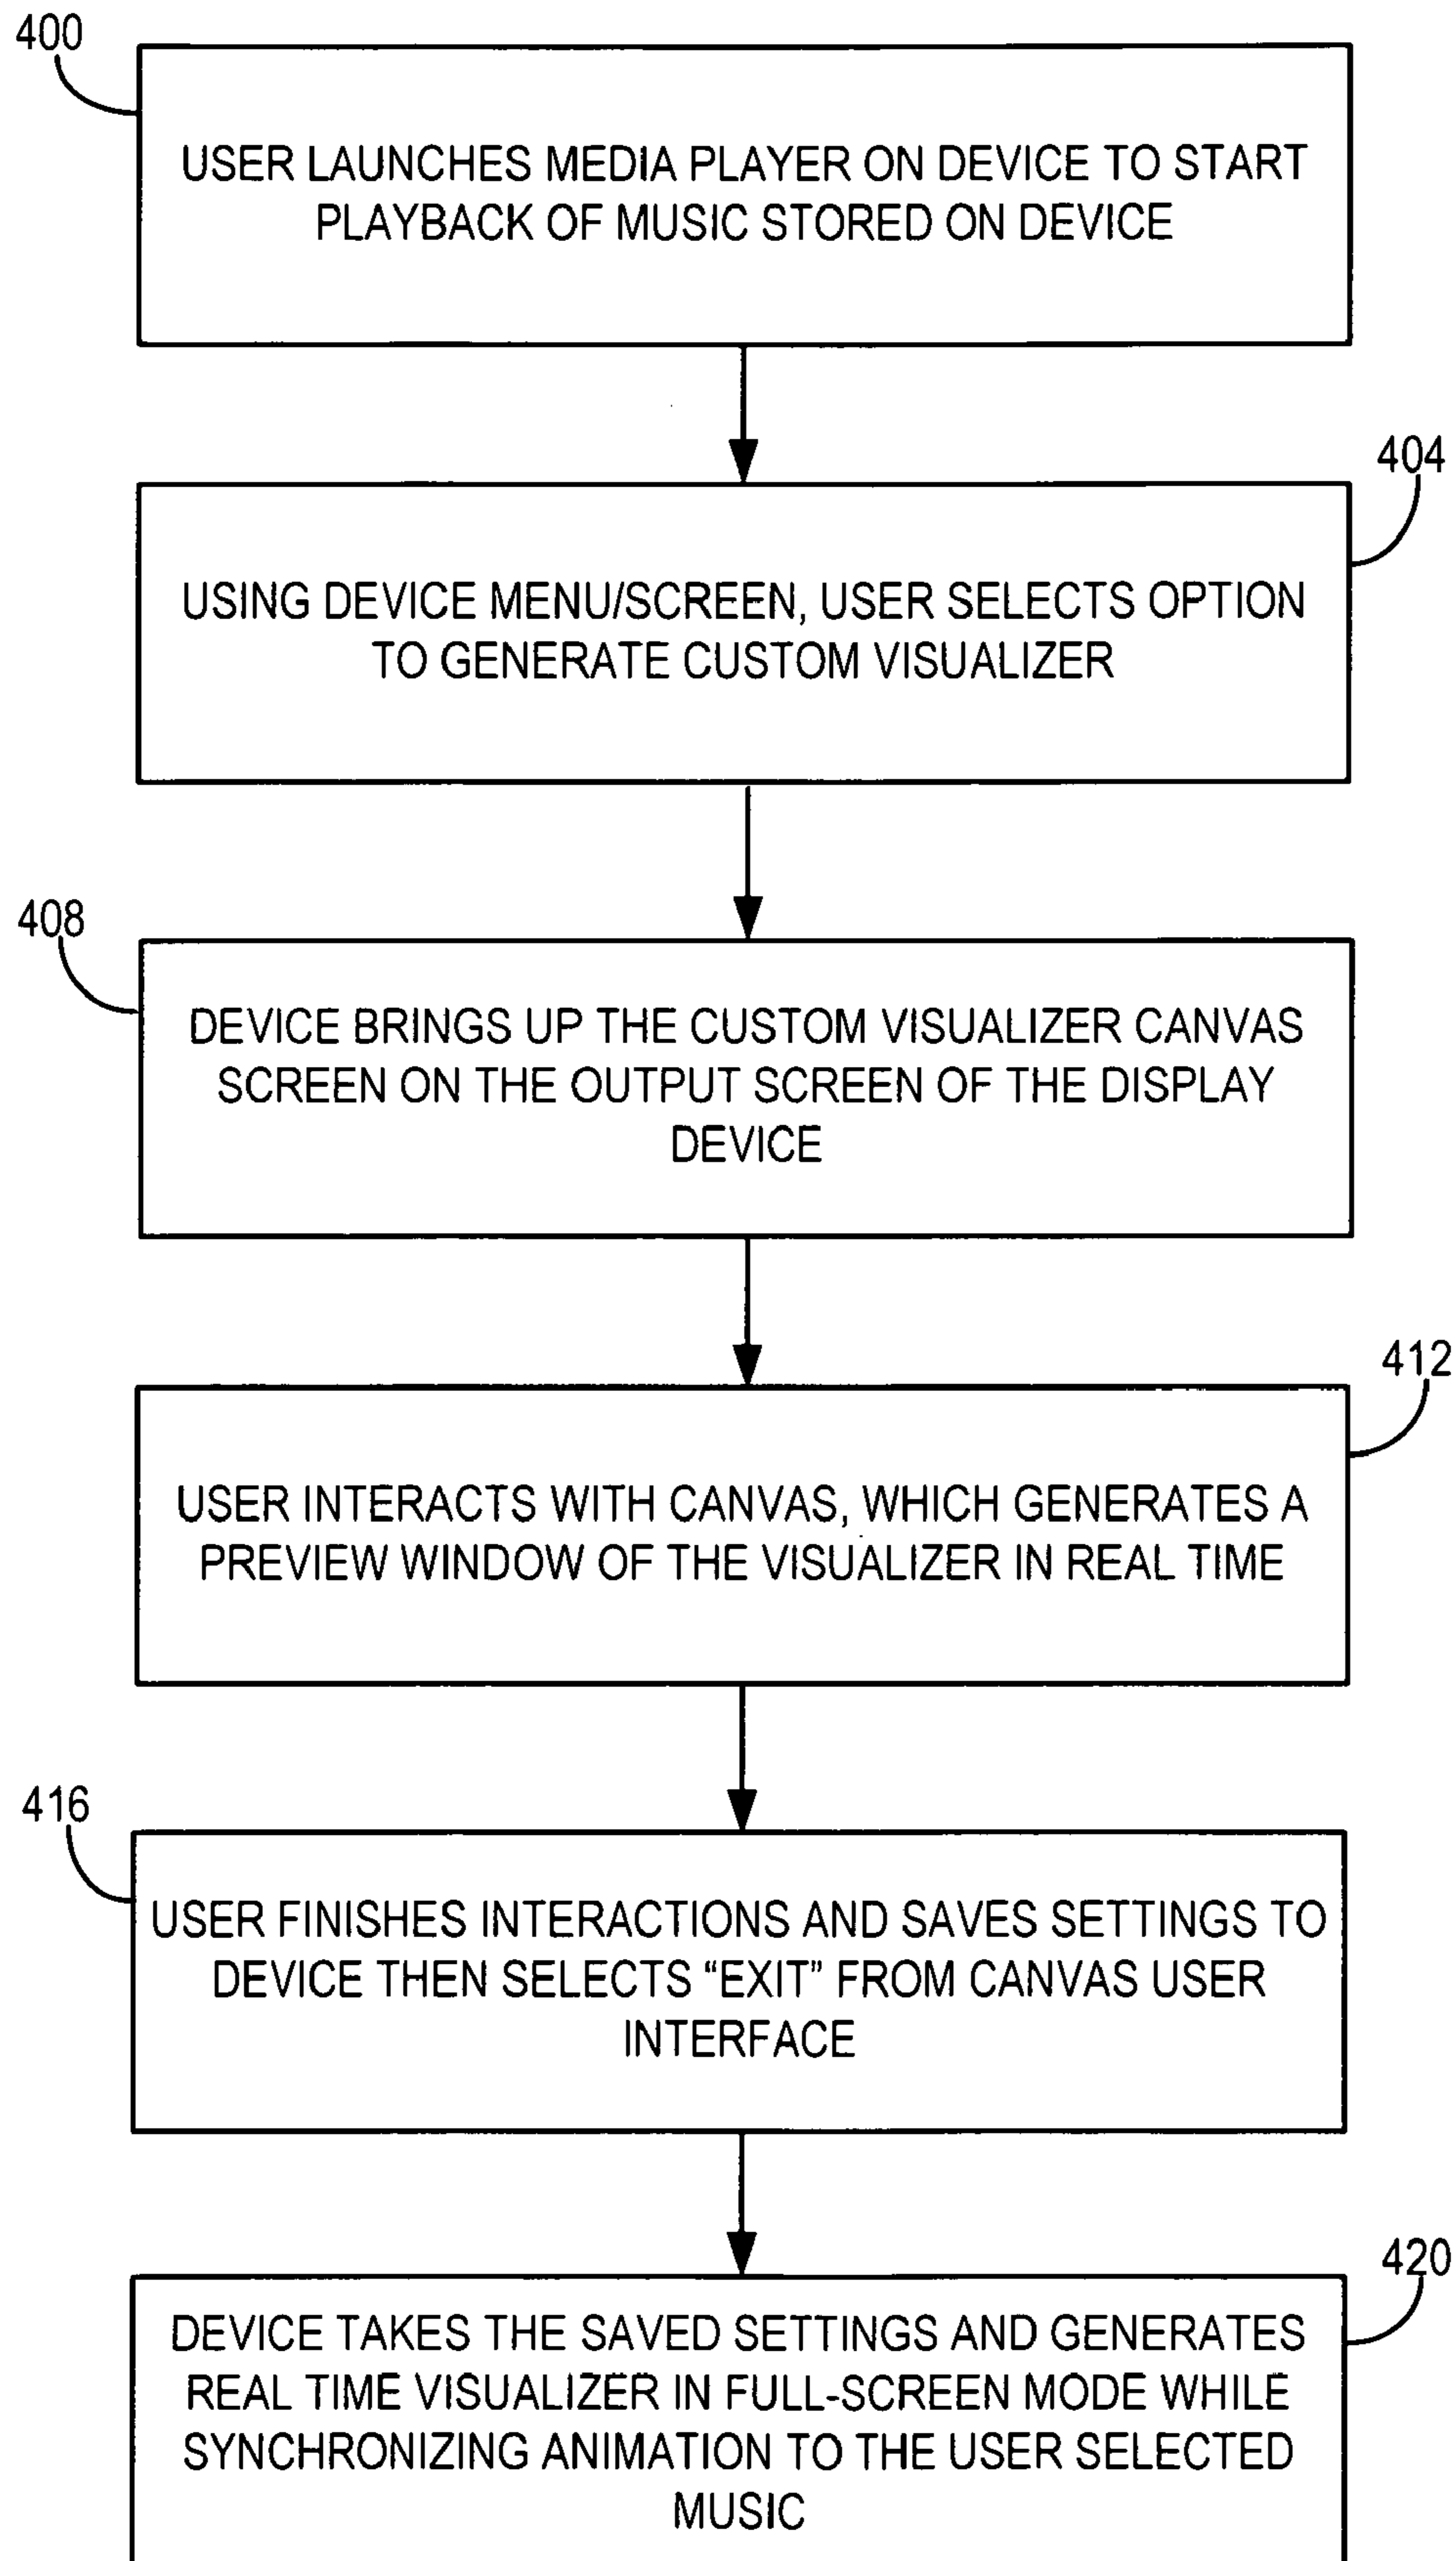 400
USER LAUNCHES MEDIA PLAYER ON DEVICE TO START
PLAYBACK OF MUSIC STORED ON DEVICE
404
USING DEVICE MENU/SCREEN, USER SELECTS OPTION
TO GENERATE CUSTOM VISUALIZER
408
DEVICE BRINGS UP THE CUSTOM VISUALIZER CANVAS
SCREEN ON THE OUTPUT SCREEN OF THE DISPLAY
DEVICE
412
USER INTERACTS WITH CANVAS, WHICH GENERATES A
PREVIEW WINDOW OF THE VISUALIZER IN REAL TIME
416
USER FINISHES INTERACTIONS AND SAVES SETTINGS TO
DEVICE THEN SELECTS “EXIT” FROM CANVAS USER
INTERFACE
420
DEVICE TAKES THE SAVED SETTINGS AND GENERATES
REAL TIME VISUALIZER IN FULL-SCREEN MODE WHILE
SYNCHRONIZING ANIMATION TO THE USER SELECTED
MUSIC